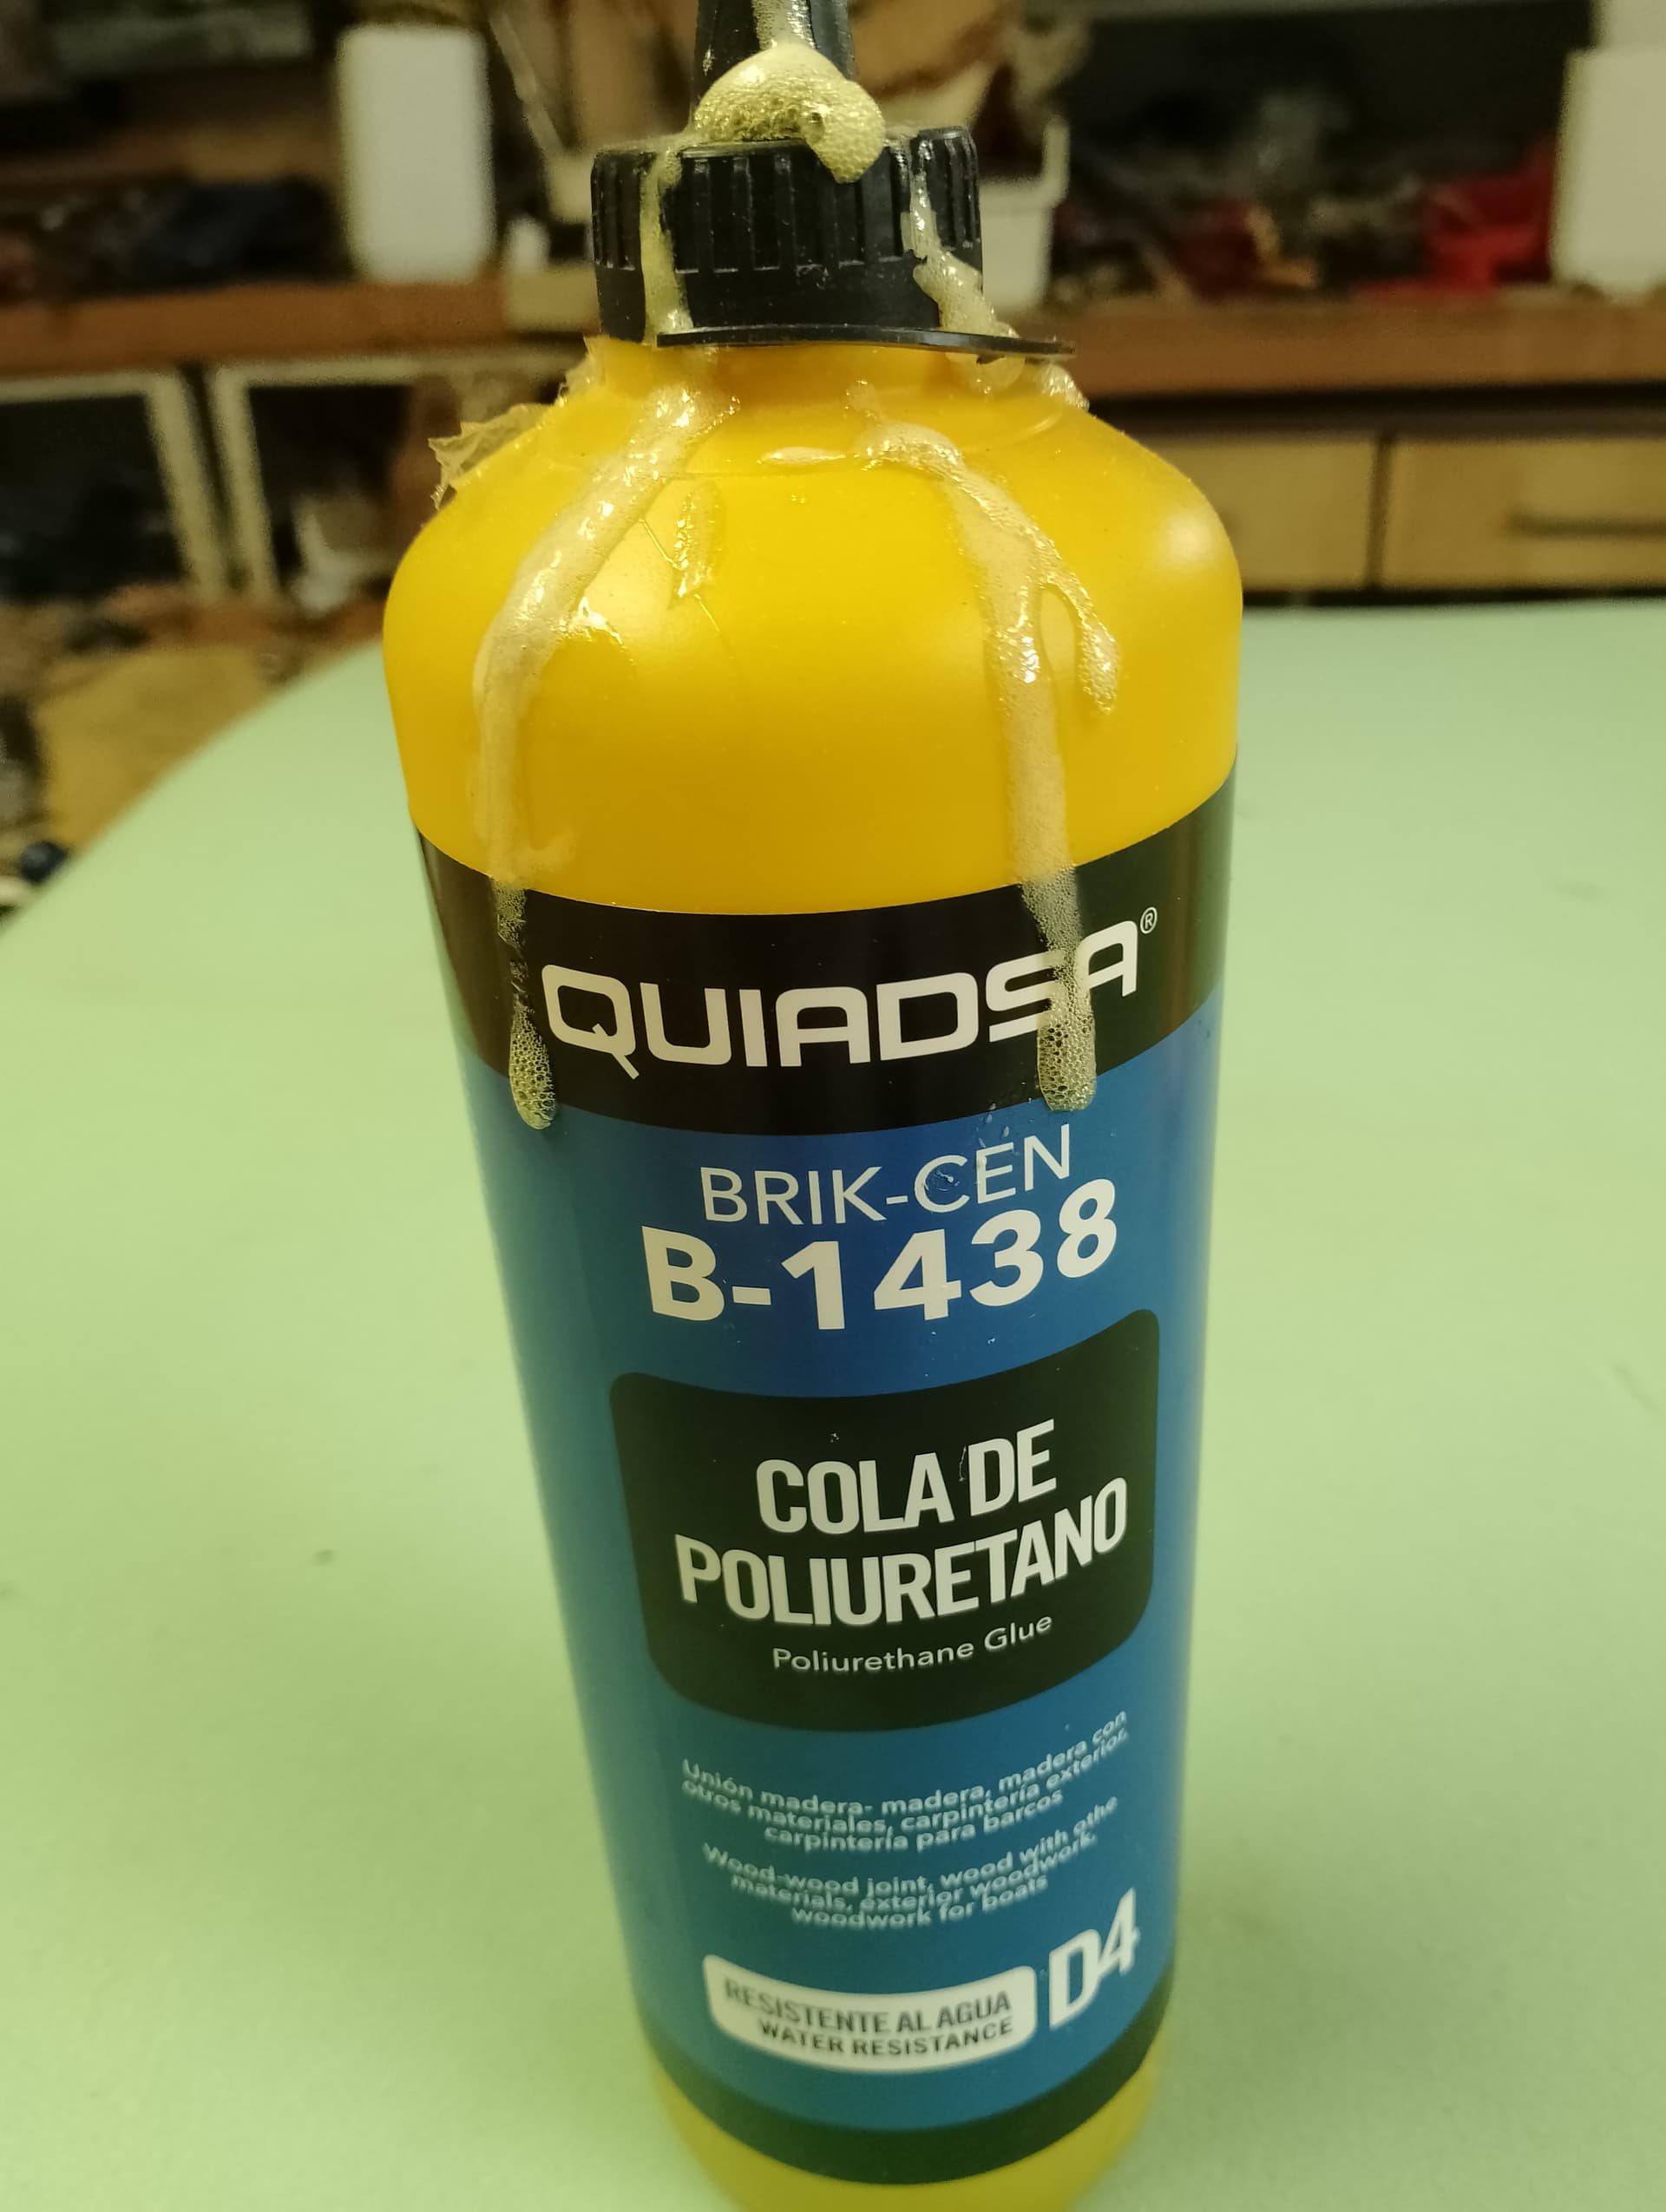 QUIADSA®
BRIK-CEN
B-1438
COLA DE
POLIURETANO
Poliurethane Glue
Unión madera- madera, madera con
otros materiales, carpintería exterior,
carpintería para barcos
Wood-wood joint, wood with othe
materials, exterior woodwork,
woodwork for boats
RESISTENTE AL AGUA
WATER RESISTANCE
D4